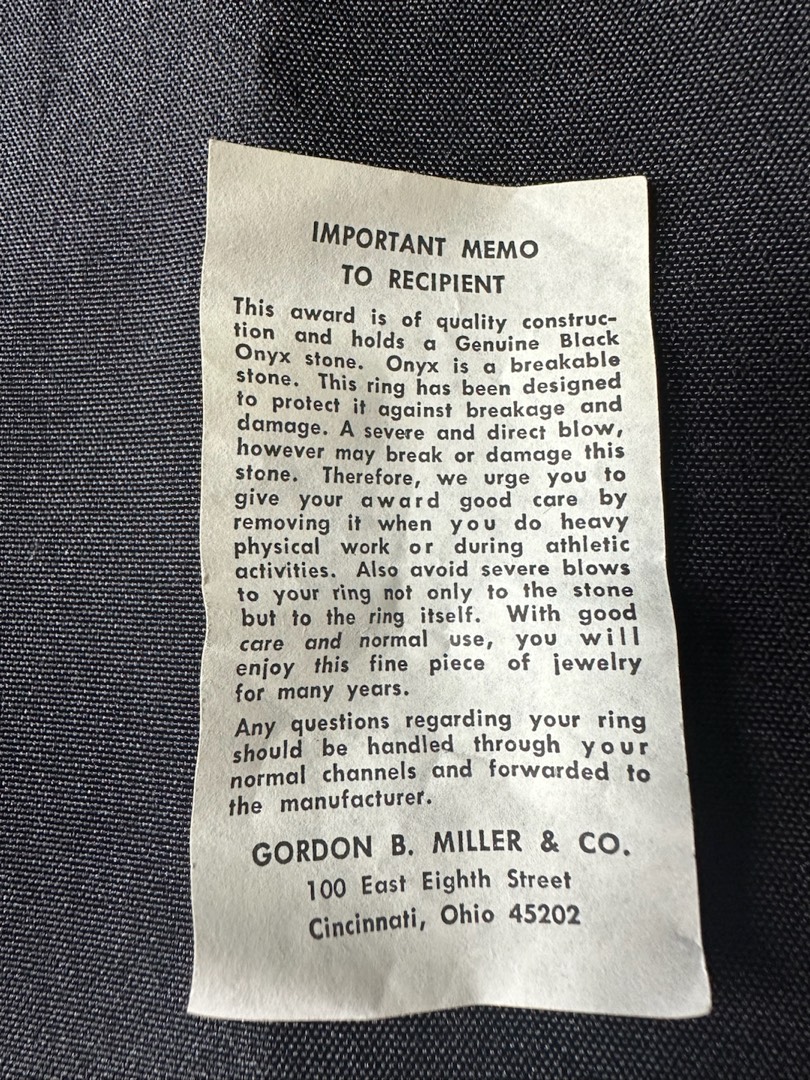 IMPORTANT MEMO
TO RECIPIENT
This award is of quality construc-
tion and holds a Genuine Black
Onyx stone. Onyx is a breakable
stone. This ring has been designed
to protect it against breakage and
damage. A severe and direct blow,
however may break or damage this
stone. Therefore, we urge you to
give your award good care by
removing it when you do heavy
physical work or during athletic
activities. Also avoid severe blows
to your ring not only to the stone
but to the ring itself. With good
care and normal use, you will
enjoy this fine piece of jewelry
for many years.
Any questions regarding your ring
should be handled through your
normal channels and forwarded to
the manufacturer.
GORDON B. MILLER & CO.
100 East Eighth Street
Cincinnati, Ohio 45202